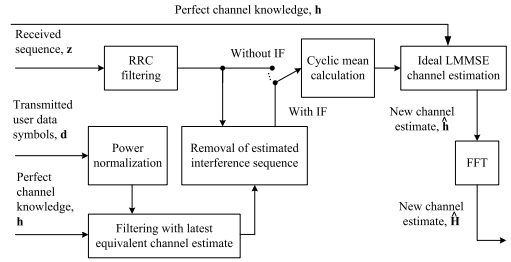 Perfect channel knowledge, h
Received
sequence, z
RRC
filtering
Without IF
Cyclic mean
calculation
Ideal LMMSE
channel estimation
With IF
Transmitted
user data
symbols, d
Power
normalization
Removal of estimated
interference sequence
New channel
estimate, ĥ
FFT
Perfect
channel
knowledge,
h
Filtering with latest
equivalent channel estimate
New channel
estimate, Ĥ